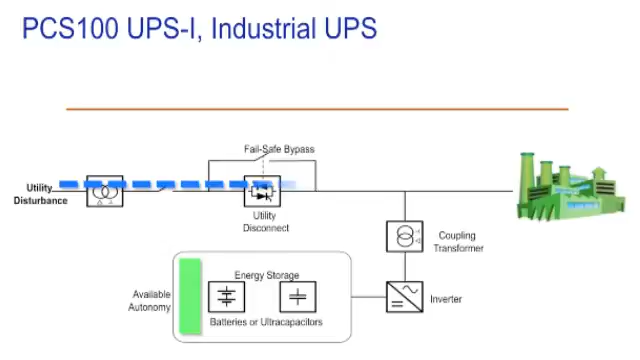 PCS100 UPS-I, Industrial UPS
Fail-Safe Bypass
Utility
Disturbance
Utility
Disconnect
Coupling
Transformer
Energy Storage
Available
Autonomy
Inverter
Batteries or Ultracapacitors